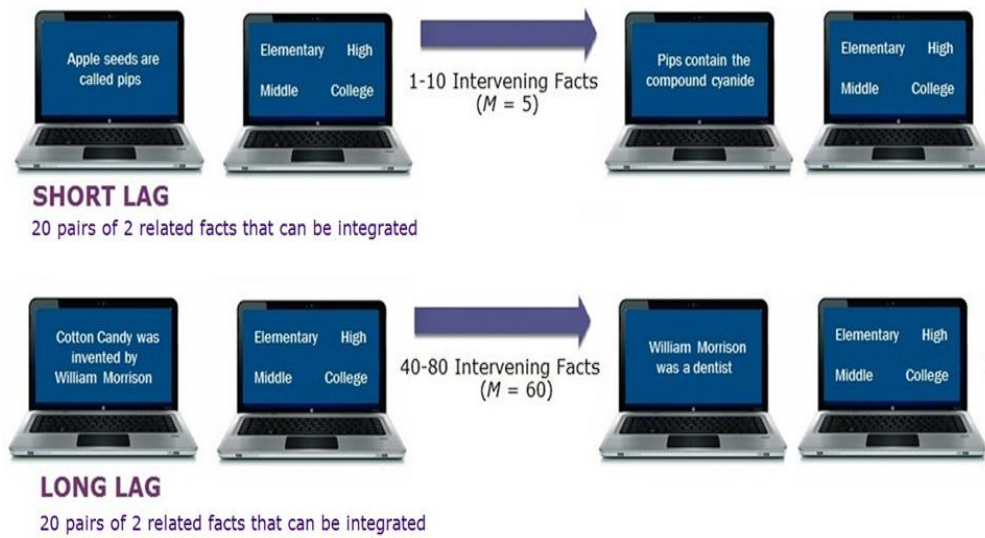 Apple seeds are
called pips
Elementary High
Middle College
1-10 Intervening Facts
(M = 5)
Pips contain the
compound cyanide
Elementary High
Middle College
SHORT LAG
20 pairs of 2 related facts that can be integrated
Cotton Candy was
invented by
William Morrison
Elementary High
Middle College
40-80 Intervening Facts
(M = 60)
William Morrison
was a dentist
Elementary High
Middle College
LONG LAG
20 pairs of 2 related facts that can be integrated